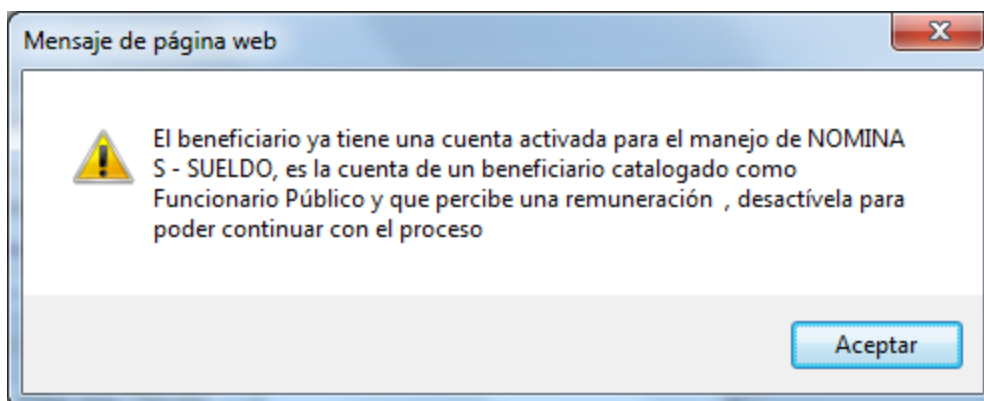 Mensaje de página web
El beneficiario ya tiene una cuenta activada para el manejo de NOMINA
S - SUELDO, es la cuenta de un beneficiario catalogado como
Funcionario Público y que percibe una remuneración , desactívela para
poder continuar con el proceso
Aceptar